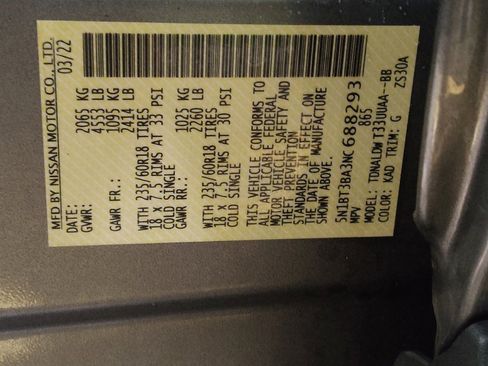 MFD BY NISSAN MOTOR CO., LTD.
DATE: 03/22
GVWR: 2065 KG
4553 LB
GAWR FR.: 1095 KG
2414 LB
WITH 235/60R18 TIRES
18 X 7.5 RIMS AT 33 PSI
COLD SINGLE
GAWR RR.: 1025 KG
2260 LB
WITH 235/60R18 TIRES
18 X 7.5 RIMS AT 30 PSI
COLD SINGLE
THIS VEHICLE CONFORMS TO
ALL APPLICABLE FEDERAL
MOTOR VEHICLE SAFETY AND
THEFT PREVENTION
STANDARDS IN EFFECT ON
THE DATE OF MANUFACTURE
SHOWN ABOVE.
5N1BT3BA3NC688293
MPV 865
MODEL: TDNALDWT33UUAA--BB
COLOR: KAD TRIM: G ZS30A